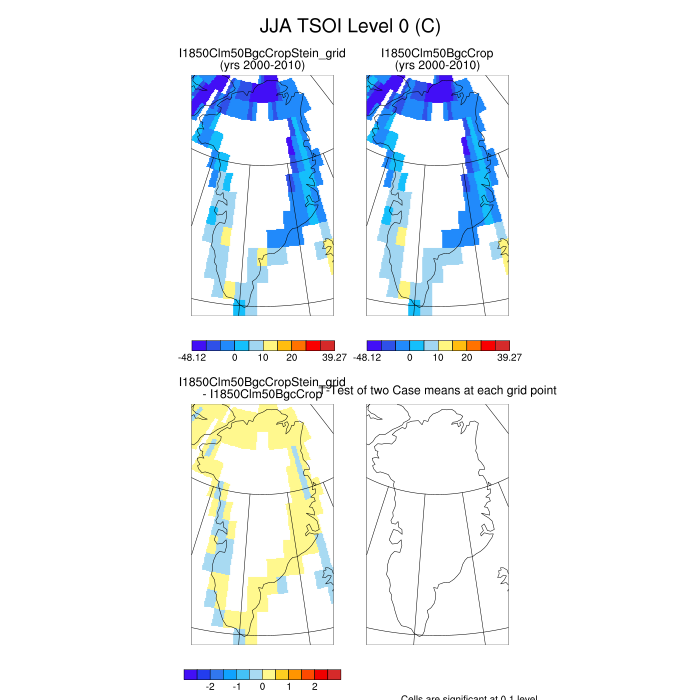 JJA TSOI Level 0 (C)
I1850Clm50BgcCropStein_grid
(yrs 2000-2010)
I1850Clm50BgcCrop
(yrs 2000-2010)
-48.12 0 10 20 39.27
-48.12 0 10 20 39.27
I1850Clm50BgcCropStein_grid
- I1850Clm50BgcCrop
T-Test of two Case means at each grid point
-2 -1 0 1 2
Cells are significant at 0.1 level